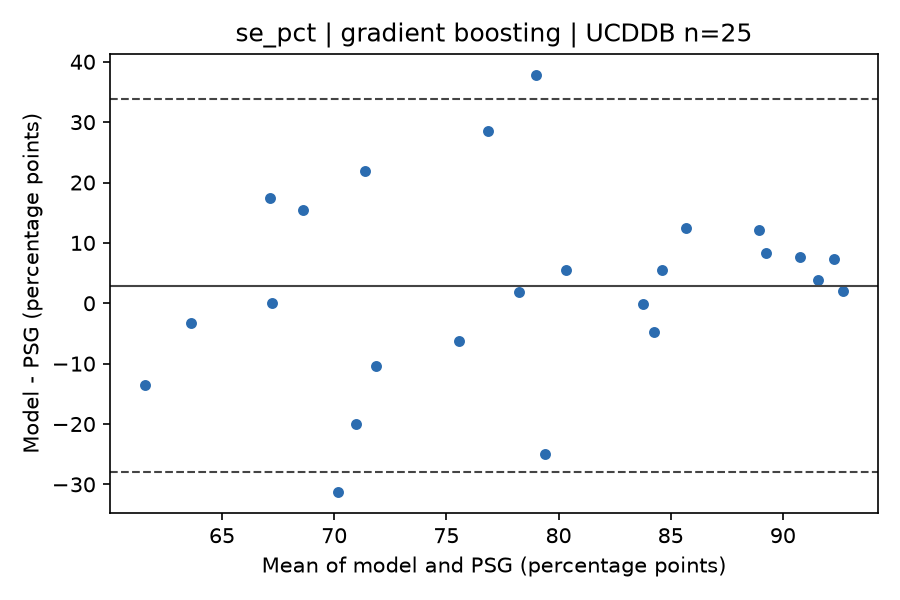 se_pct | gradient boosting | UCDDB n=25
40
30
20
10
0
−10
−20
−30
Model - PSG (percentage points)
65 70 75 80 85 90
Mean of model and PSG (percentage points)